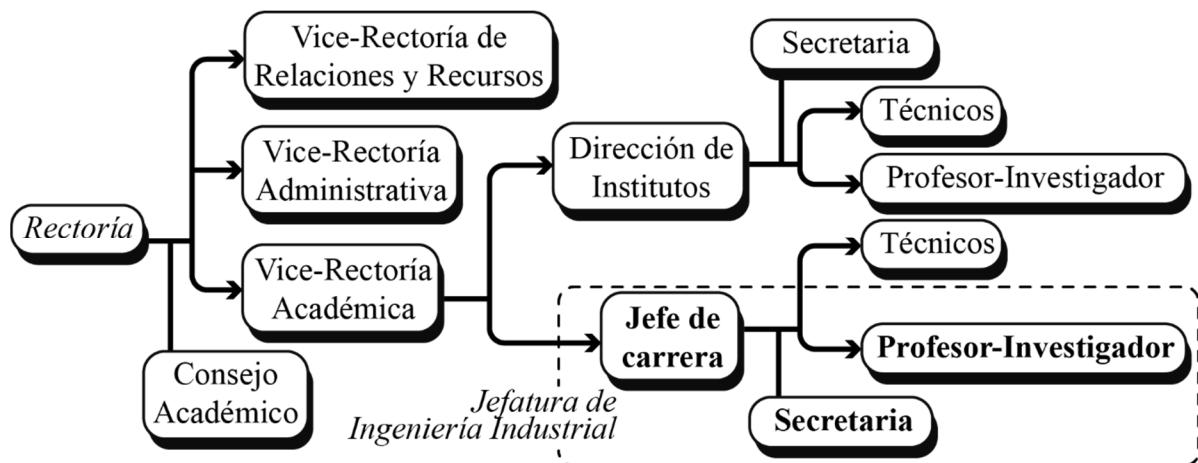 Rectoría
Consejo
Académico
Vice-Rectoría de
Relaciones y Recursos
Vice-Rectoría
Administrativa
Vice-Rectoría
Académica
Dirección de
Institutos
Secretaria
Técnicos
Profesor-Investigador
Jefe de
carrera
Técnicos
Profesor-Investigador
Secretaria
Jefatura de
Ingeniería Industrial